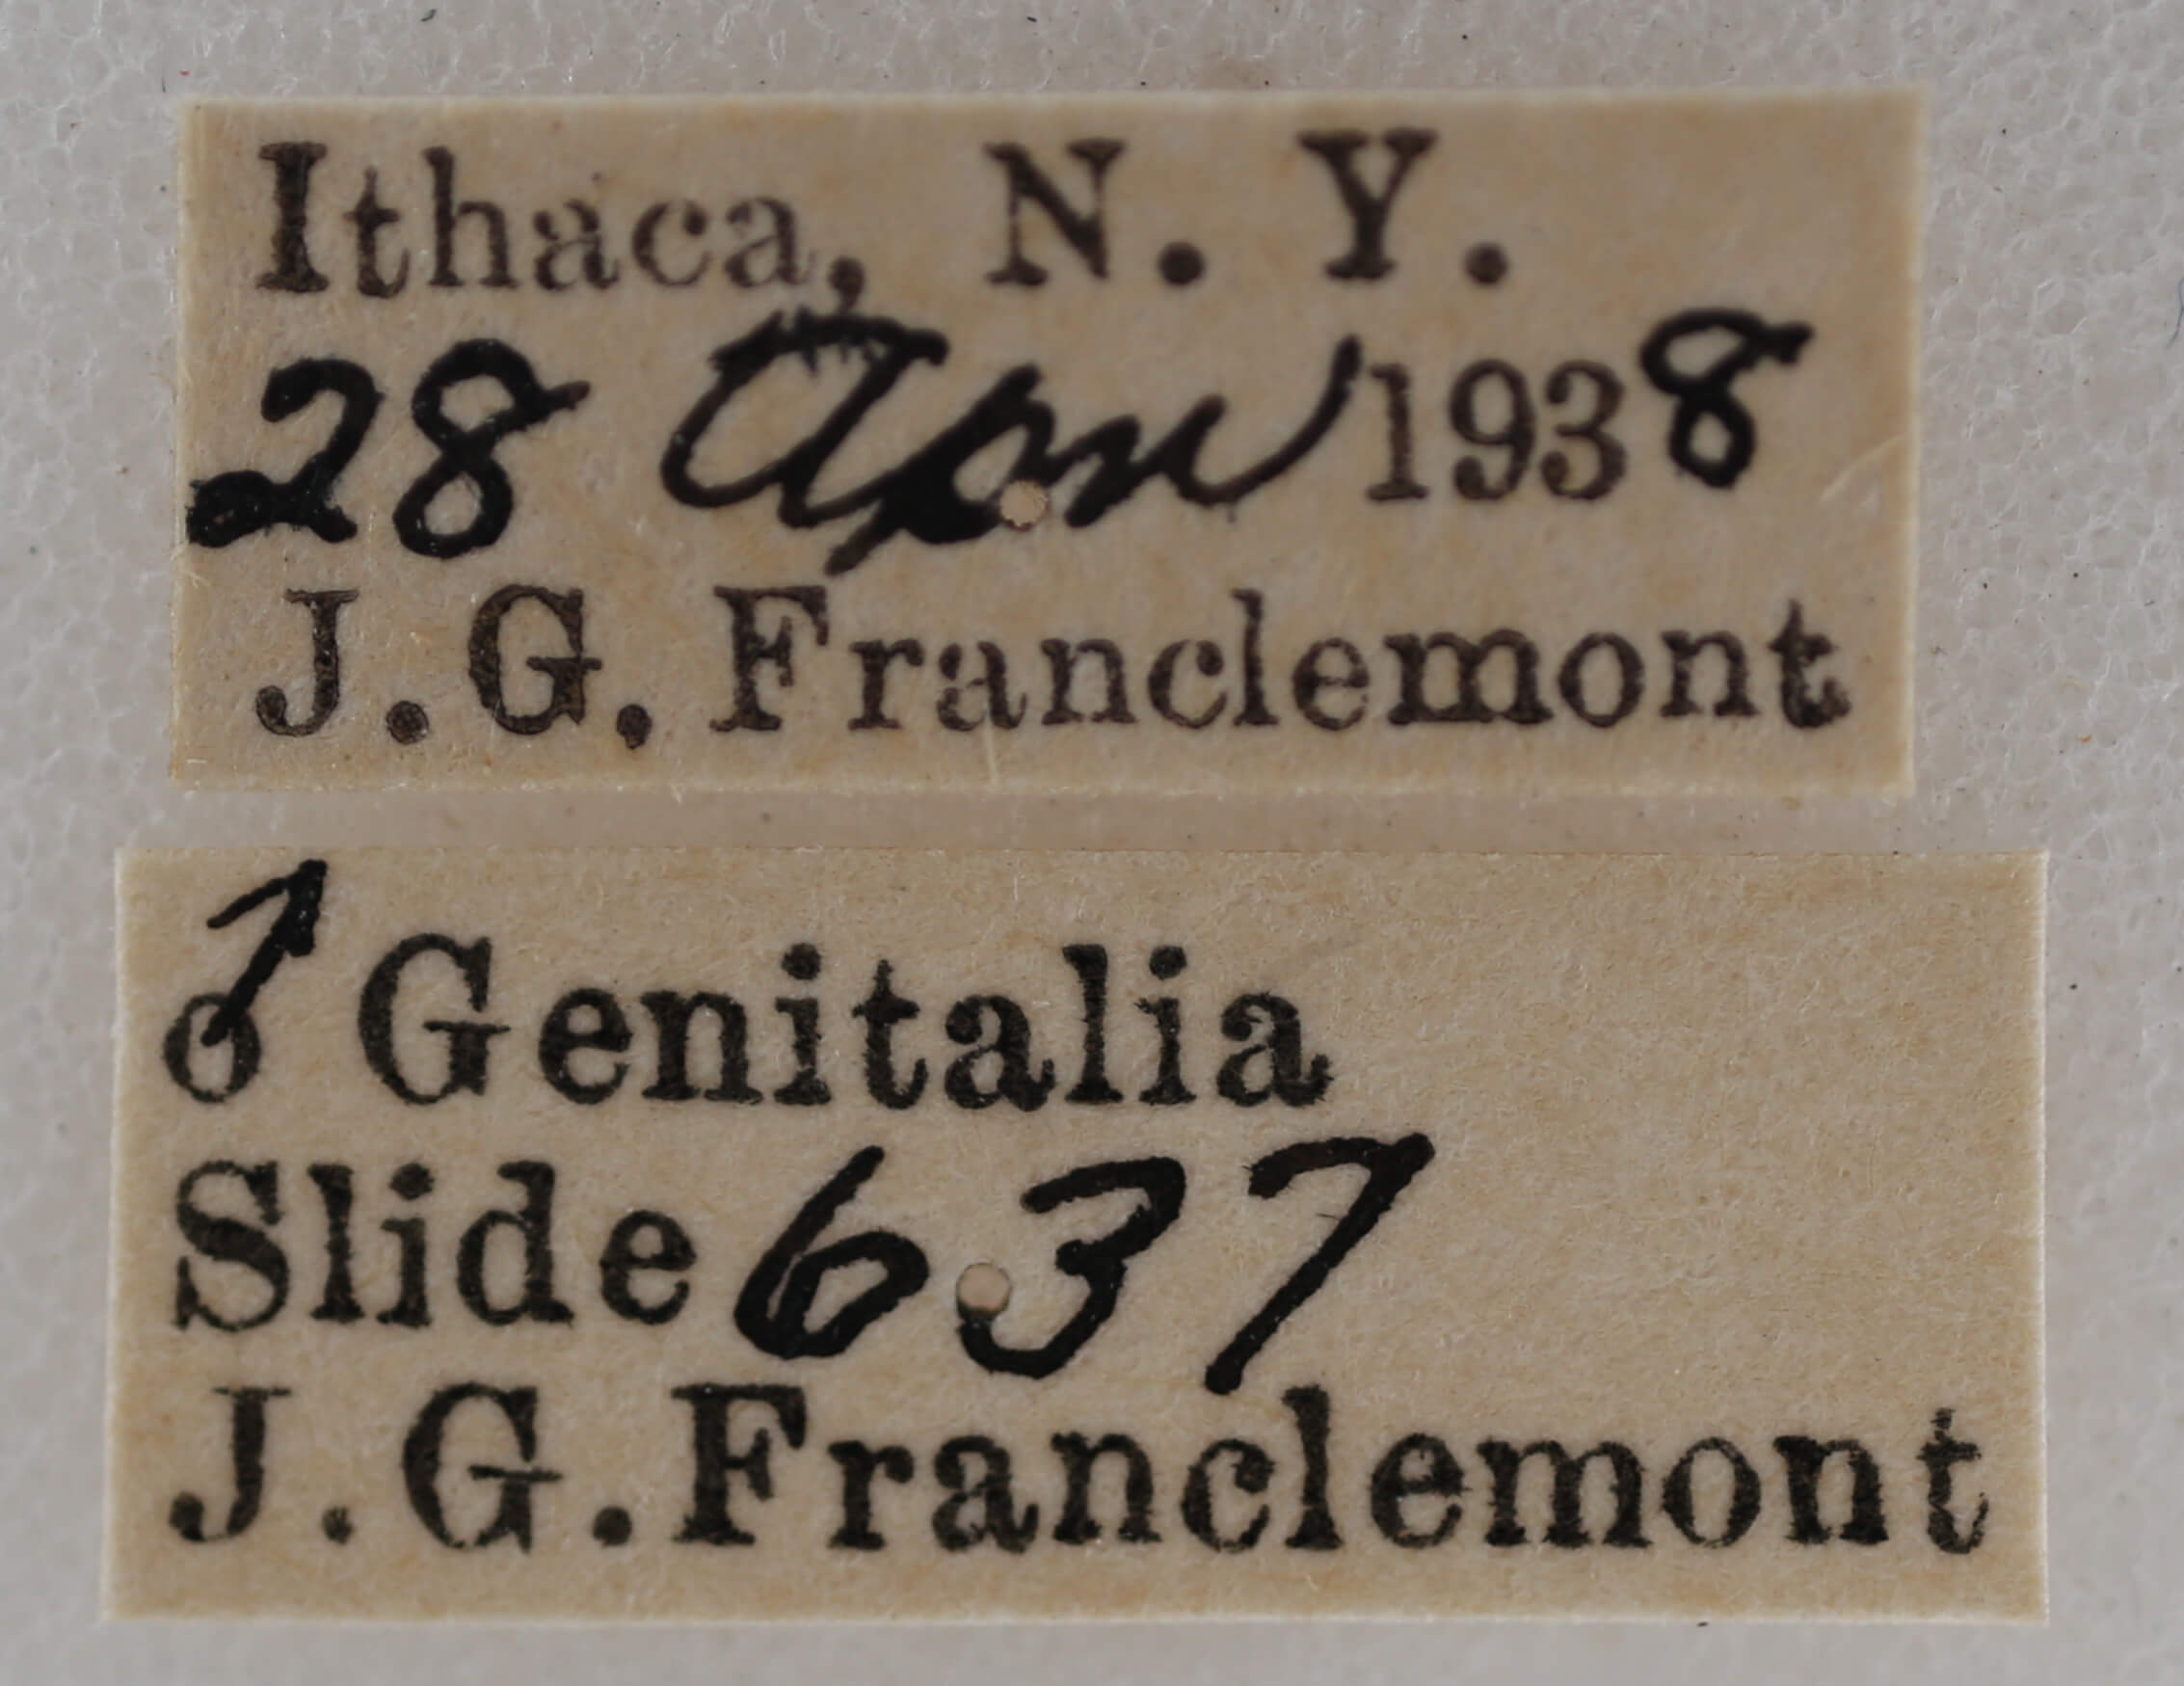 Ithaca, N. Y.
28 Apr 1938
J. G. Franclemont
♂ Genitalia
Slide 637
J. G. Franclemont